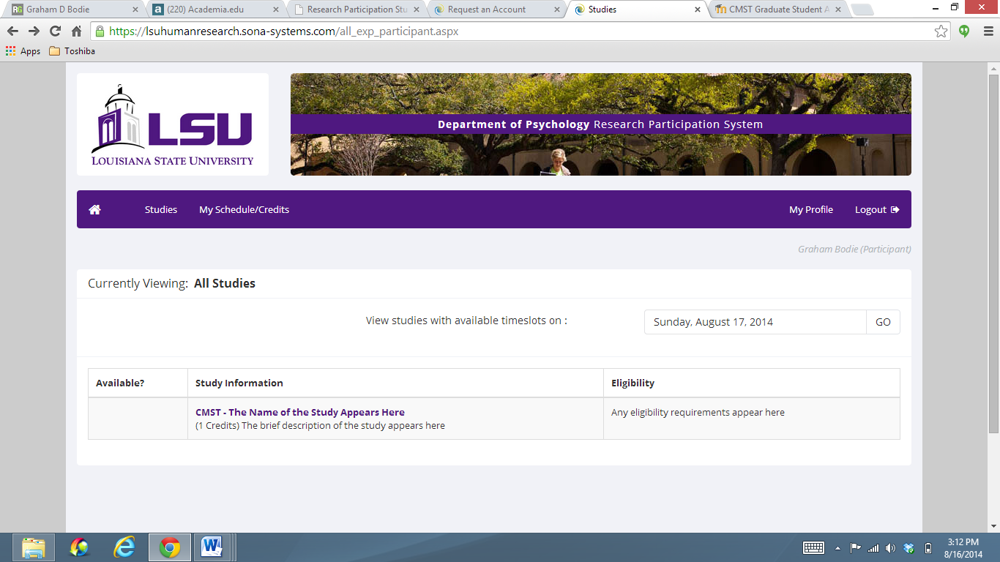 Graham D Bodie
(220) Academia.edu
Research Participation Stu
Request an Account
Studies
CMST Graduate Student A
https://lsuhumanresearch.sona-systems.com/all_exp_participant.aspx
Apps
Toshiba
LSU
LOUISIANA STATE UNIVERSITY
Department of Psychology Research Participation System
Studies
My Schedule/Credits
My Profile
Logout
Graham Bodie (Participant)
Currently Viewing: All Studies
View studies with available timeslots on :
Sunday, August 17, 2014
GO
Available?
Study Information
Eligibility
CMST - The Name of the Study Appears Here
(1 Credits) The brief description of the study appears here
Any eligibility requirements appear here
3:12 PM
8/16/2014